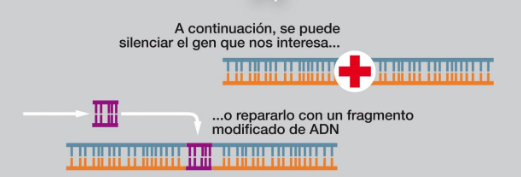 A continuación, se puede
silenciar el gen que nos interesa...
...o repararlo con un fragmento
modificado de ADN